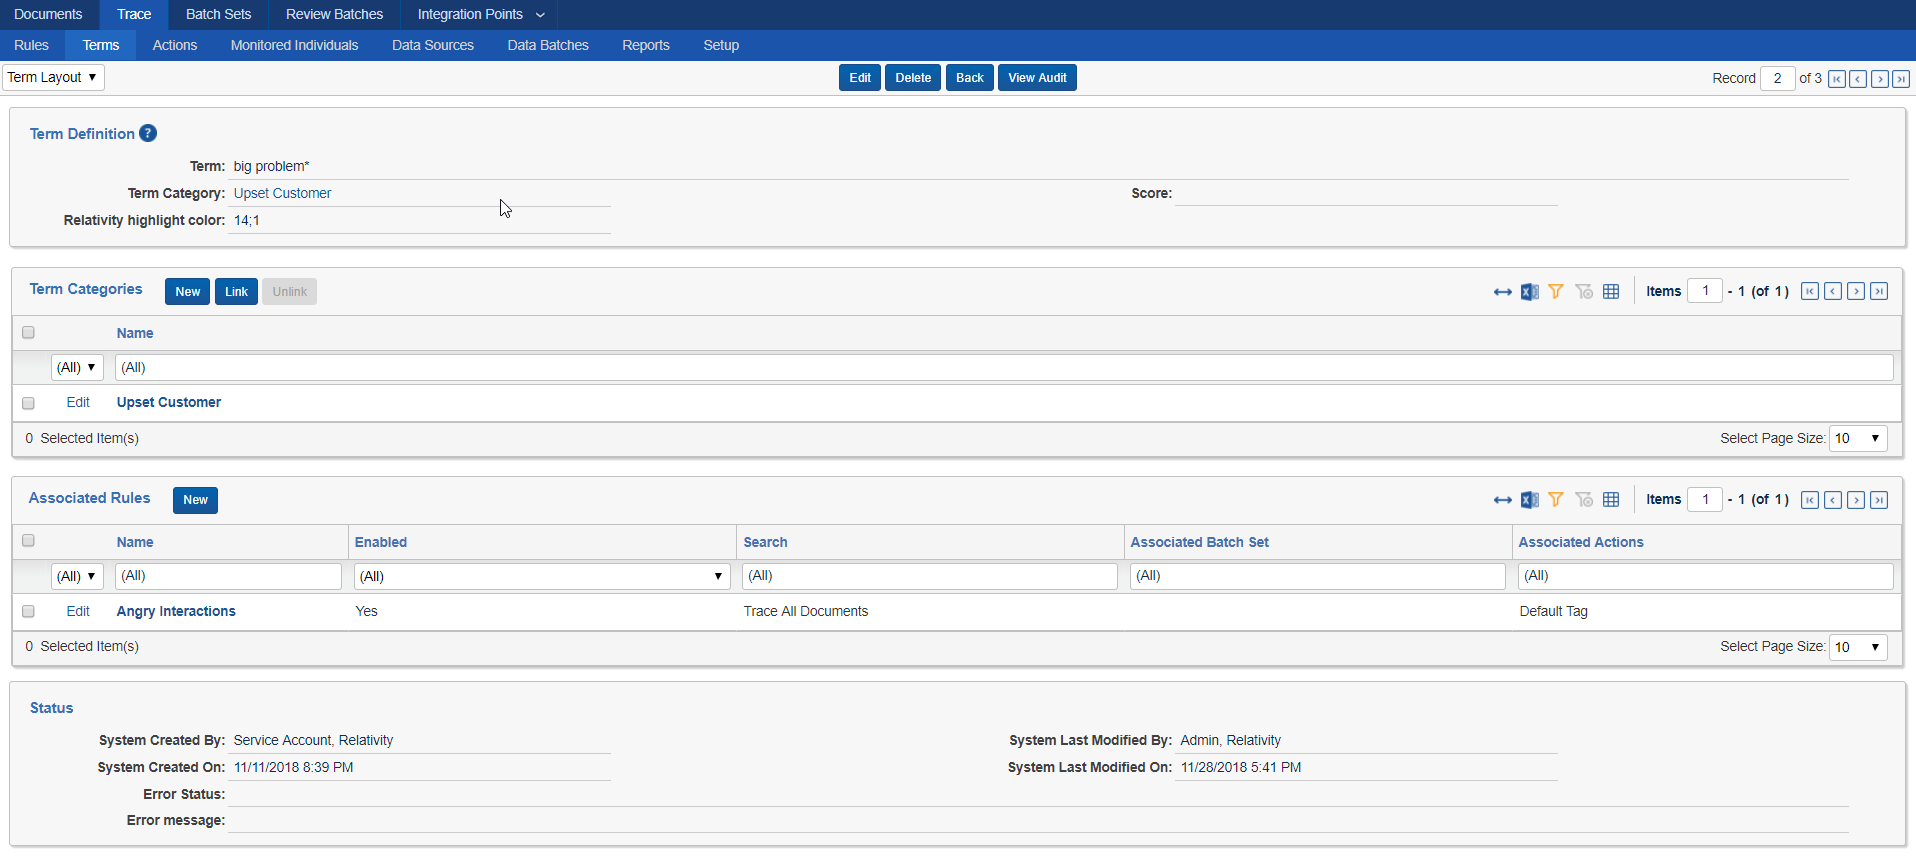 Documents Trace Batch Sets Review Batches Integration Points
Rules Terms Actions Monitored Individuals Data Sources Data Batches Reports Setup
Term Layout Edit Delete Back View Audit Record 2 of 3
Term Definition ?
Term: big problem*
Term Category: Upset Customer Score:
Relativity highlight color: 14;1
Term Categories New Link Unlink Items 1 - 1 (of 1)
Name
(All) (All)
Edit Upset Customer
0 Selected Item(s) Select Page Size: 10
Associated Rules New Items 1 - 1 (of 1)
Name Enabled Search Associated Batch Set Associated Actions
(All) (All) (All) (All) (All) (All)
Edit Angry Interactions Yes Trace All Documents Default Tag
0 Selected Item(s) Select Page Size: 10
Status
System Created By: Service Account, Relativity System Last Modified By: Admin, Relativity
System Created On: 11/11/2018 8:39 PM System Last Modified On: 11/28/2018 5:41 PM
Error Status:
Error message: